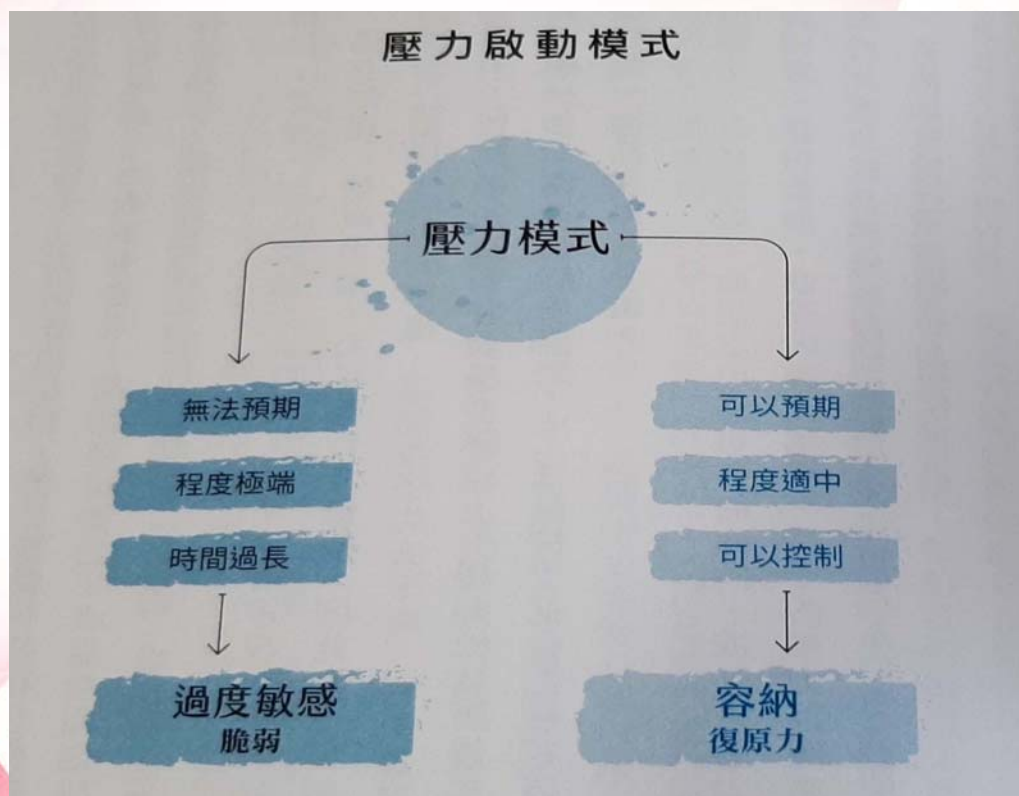 壓力啟動模式
壓力模式
無法預期
程度極端
時間過長
過度敏感
脆弱
可以預期
程度適中
可以控制
容納
復原力